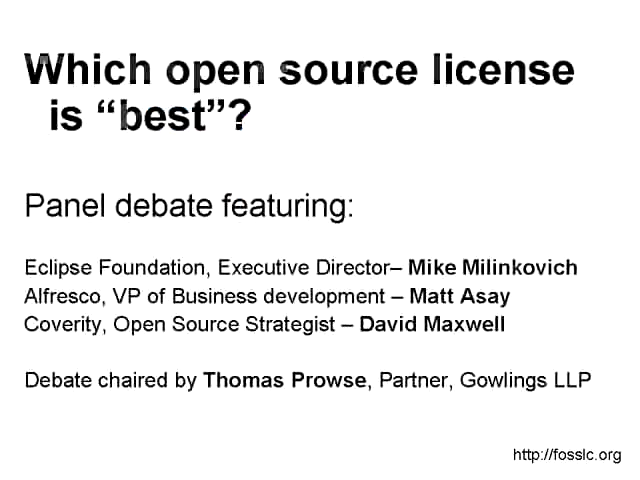 Which open source license
is “best”?
Panel debate featuring:
Eclipse Foundation, Executive Director– Mike Milinkovich
Alfresco, VP of Business development – Matt Asay
Coverity, Open Source Strategist – David Maxwell
Debate chaired by Thomas Prowse, Partner, Gowlings LLP
http://fosslc.org